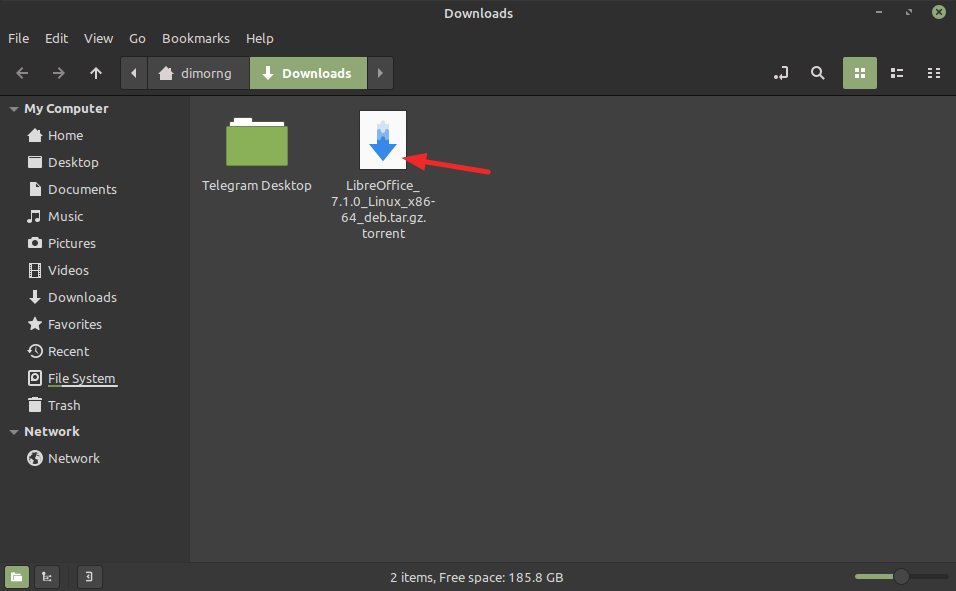 Downloads
File Edit View Go Bookmarks Help
dimorng Downloads
My Computer
Home
Desktop
Documents
Music
Pictures
Videos
Downloads
Favorites
Recent
File System
Trash
Network
Network
Telegram Desktop
LibreOffice_
7.1.0_Linux_x86-
64_deb.tar.gz.
torrent
2 items, Free space: 185.8 GB